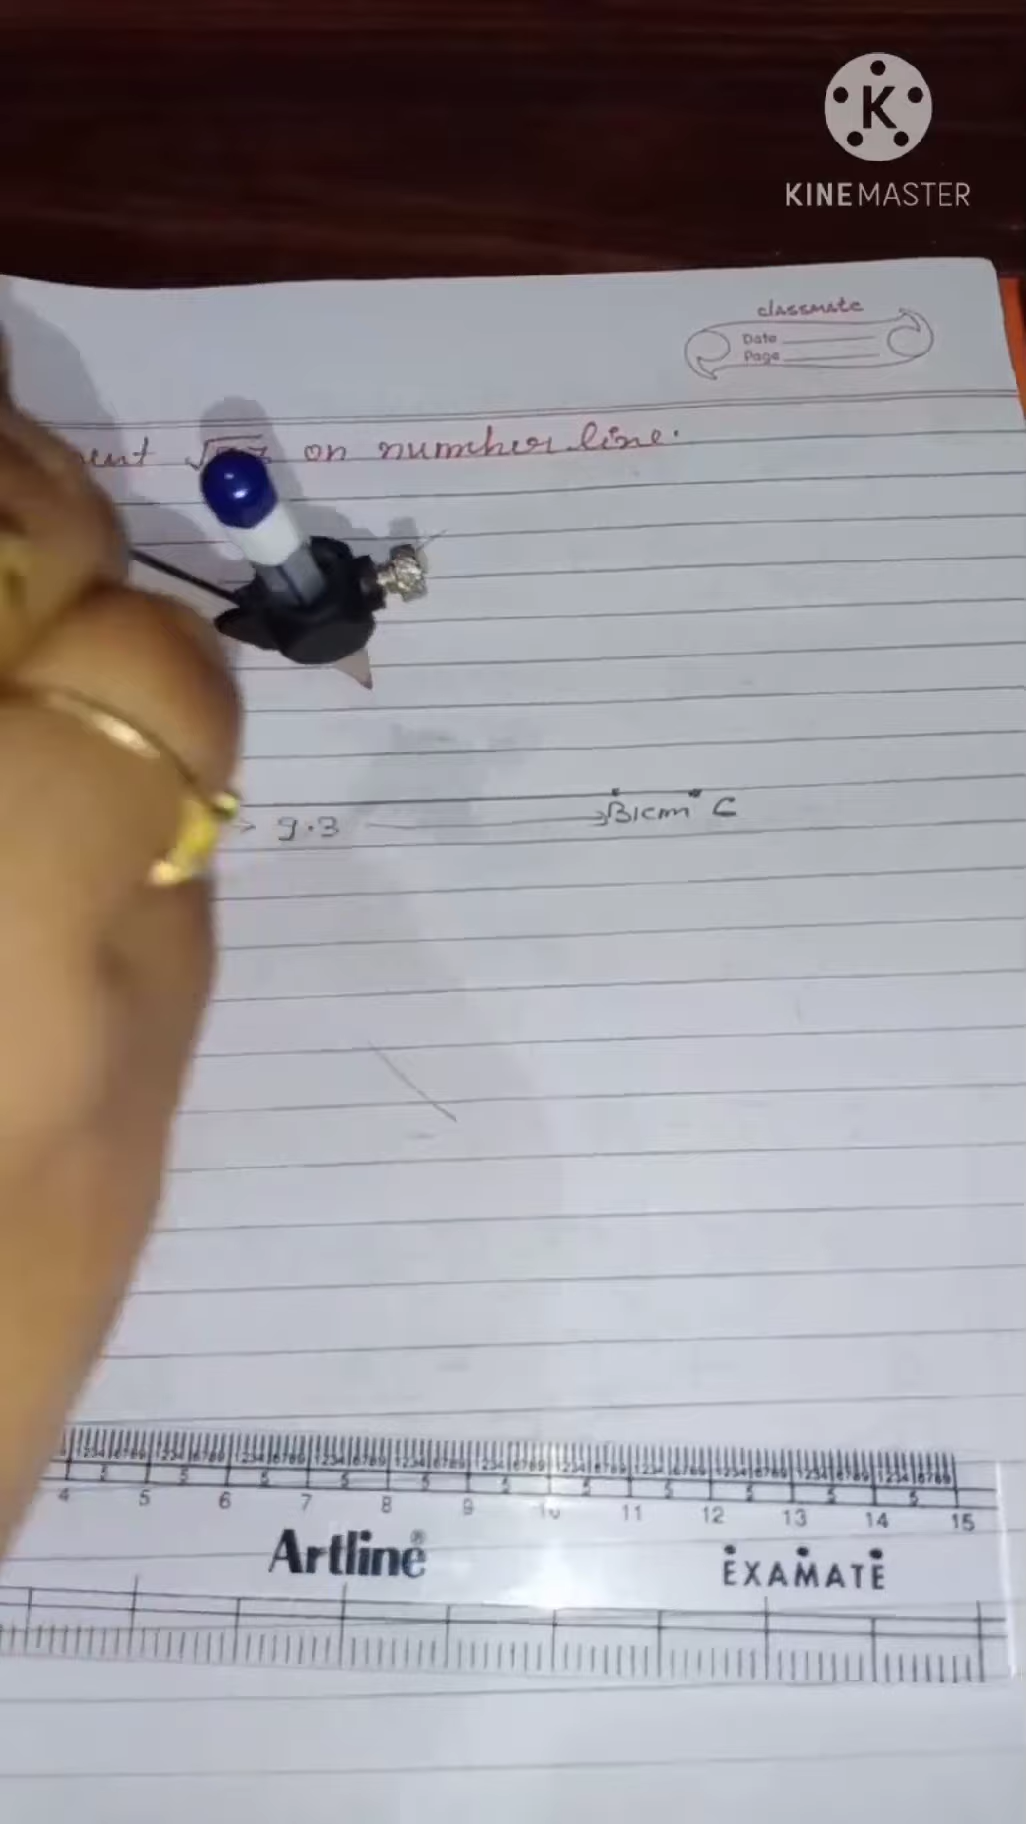 KINEMASTER
classmate
Date
Page
on number line.
9.3 B 1cm C
4 5 6 7 8 9 10 11 12 13 14 15
Artline®
EXAMATE